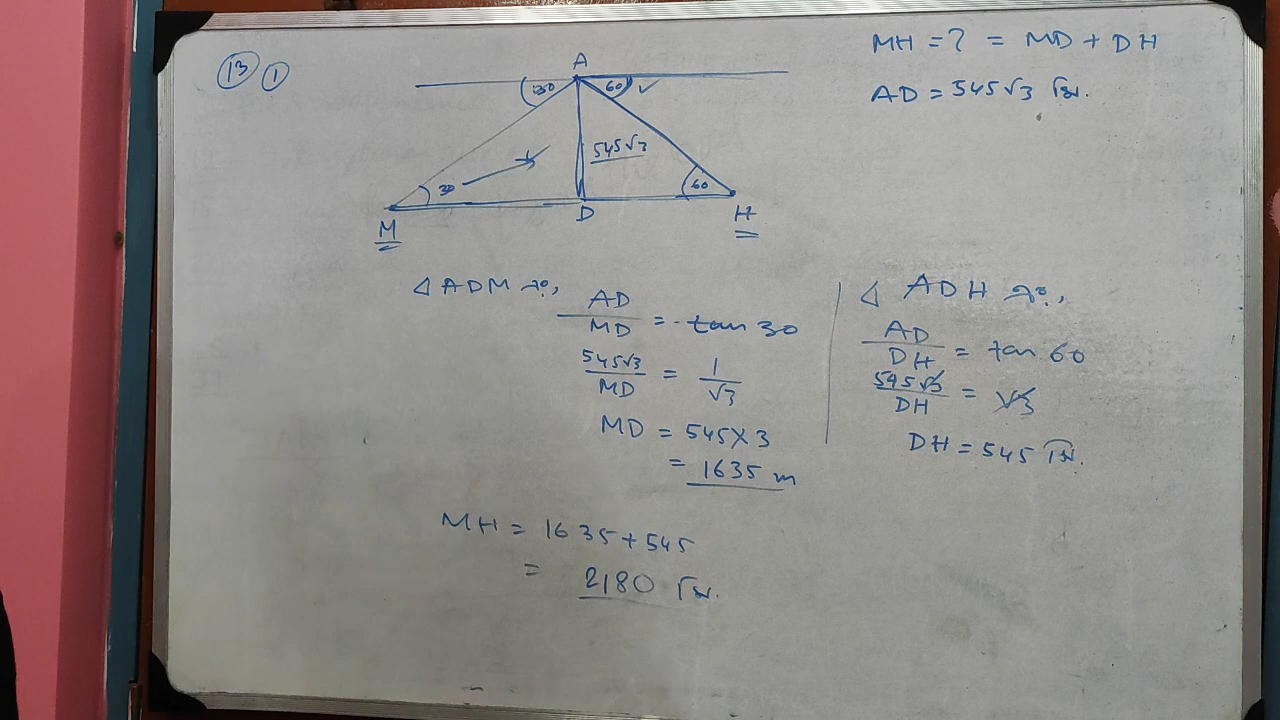 13 1
MH = ? = MD + DH
AD = 545√3 মি.
A
30 60 ✓
545√3
30 60
M D H
△ ADM এ,
AD/MD = tan 30
545√3/MD = 1/√3
MD = 545×3
= 1635 m
△ ADH এ,
AD/DH = tan 60
545√3/DH = √3
DH = 545 মি.
MH = 1635+545
= 2180 মি.